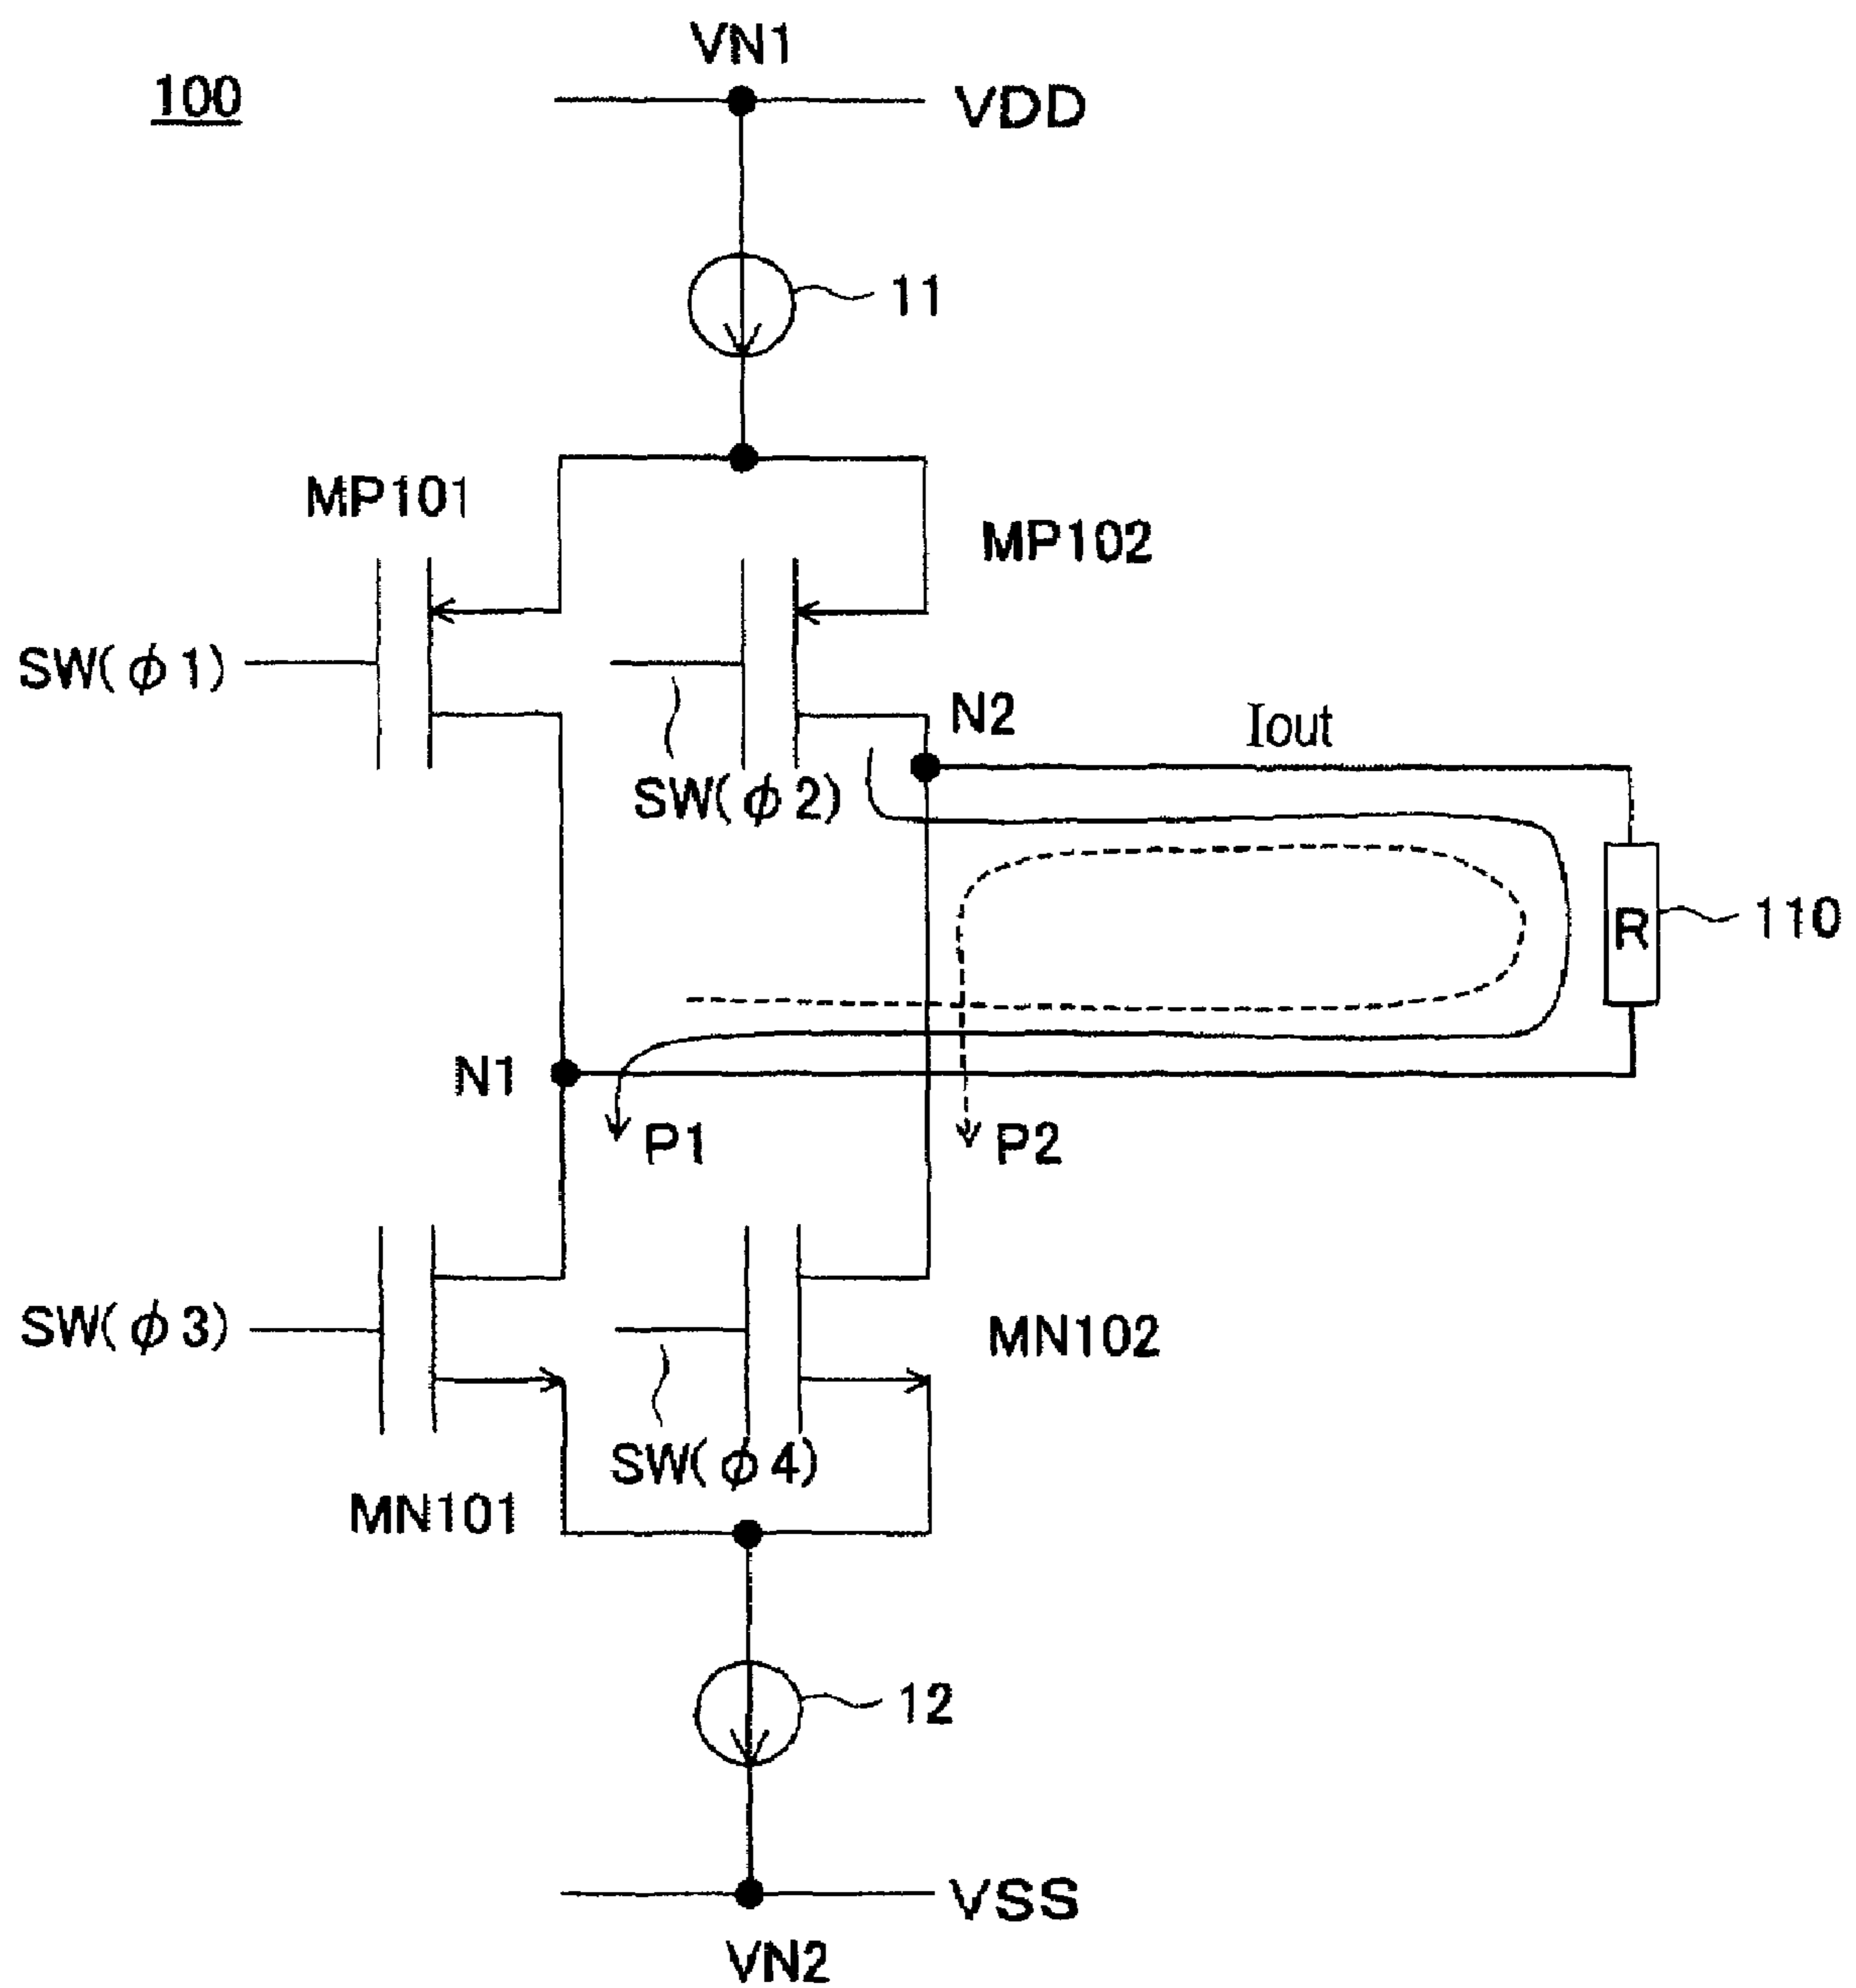 VN1
100
VDD
11
MP101
MP102
SW(ϕ1)
N2
Iout
SW(ϕ2)
R
110
N1
P1
P2
SW(ϕ3)
MN102
SW(ϕ4)
MN101
12
VSS
VN2